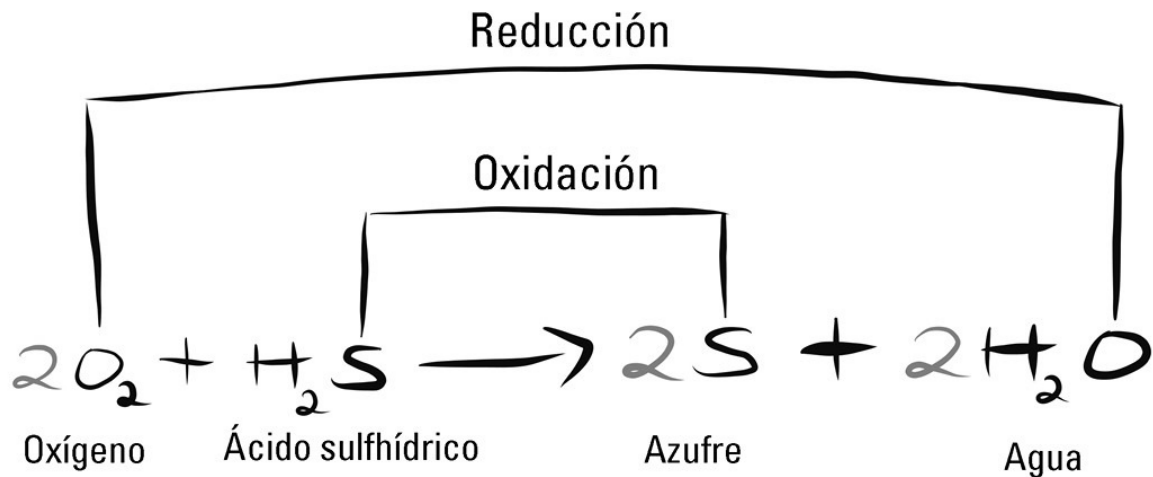 Reducción
Oxidación
2O₂ + H₂S → 2S + 2H₂O
Oxígeno Ácido sulfhídrico Azufre Agua